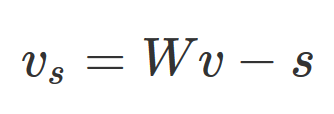 v_s = Wv − s